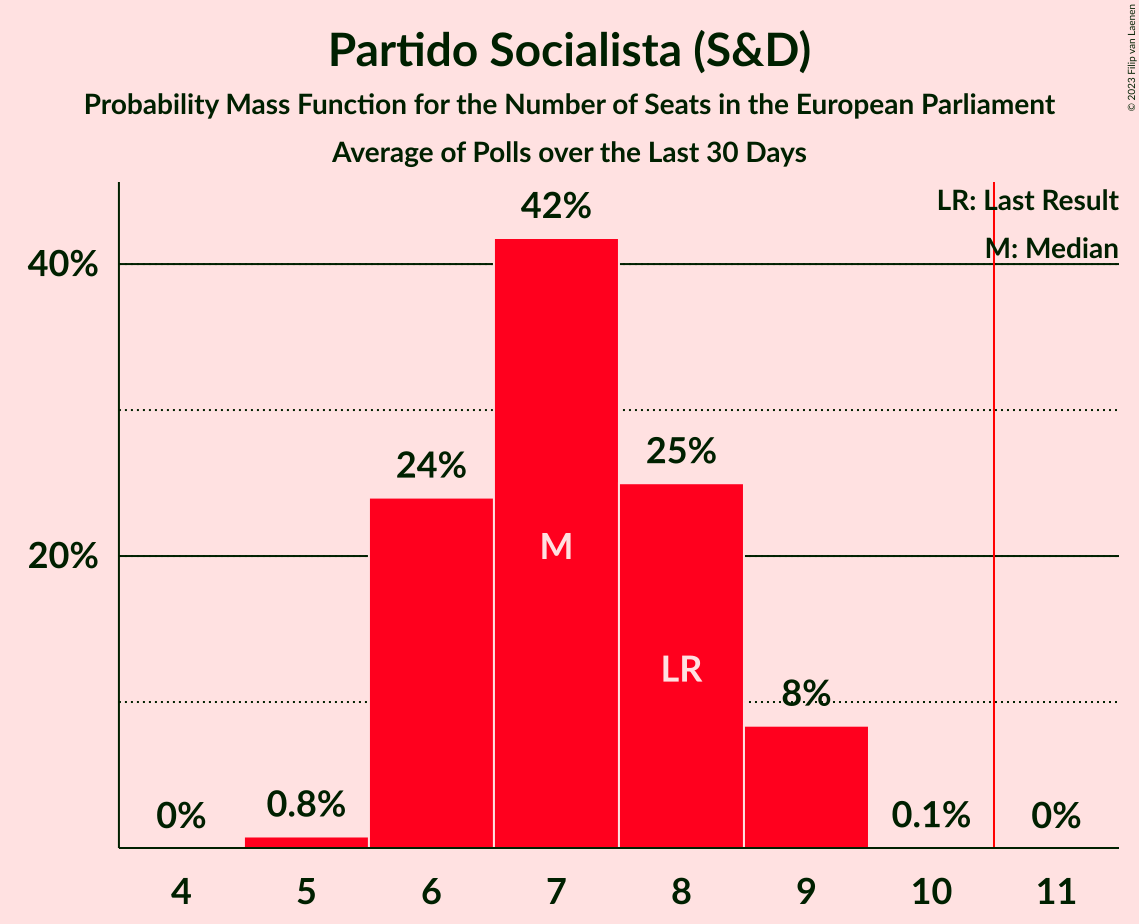 Partido Socialista (S&D)
Probability Mass Function for the Number of Seats in the European Parliament
Average of Polls over the Last 30 Days
© 2023 Filip van Laenen
LR: Last Result
M: Median
40%
20%
0%
0.8%
24%
42%
25%
8%
0.1%
0%
M
LR
4 5 6 7 8 9 10 11